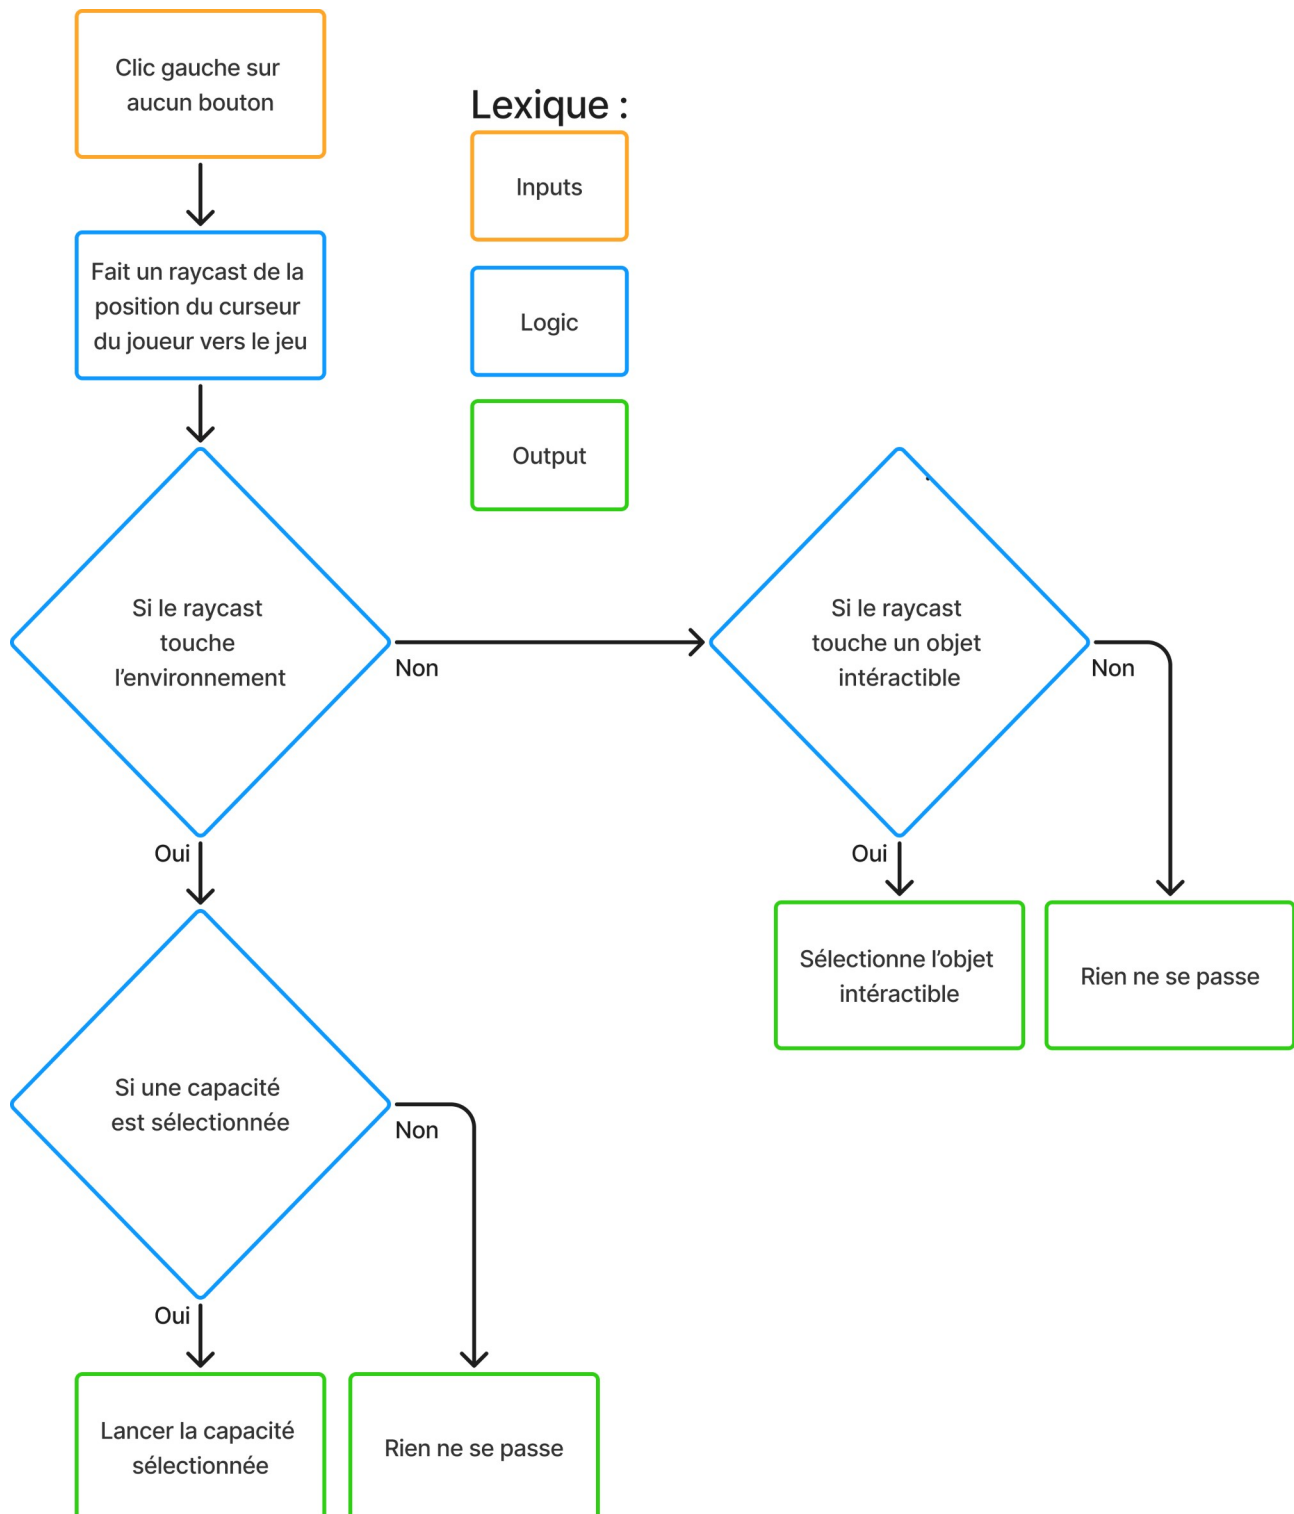 Clic gauche sur
aucun bouton
Lexique :
Inputs
Fait un raycast de la
position du curseur
du joueur vers le jeu
Logic
Output
Si le raycast
touche
l’environnement
Non
Si le raycast
touche un objet
intéractible
Non
Oui
Oui
Sélectionne l’objet
intéractible
Rien ne se passe
Si une capacité
est sélectionnée
Non
Oui
Lancer la capacité
sélectionnée
Rien ne se passe